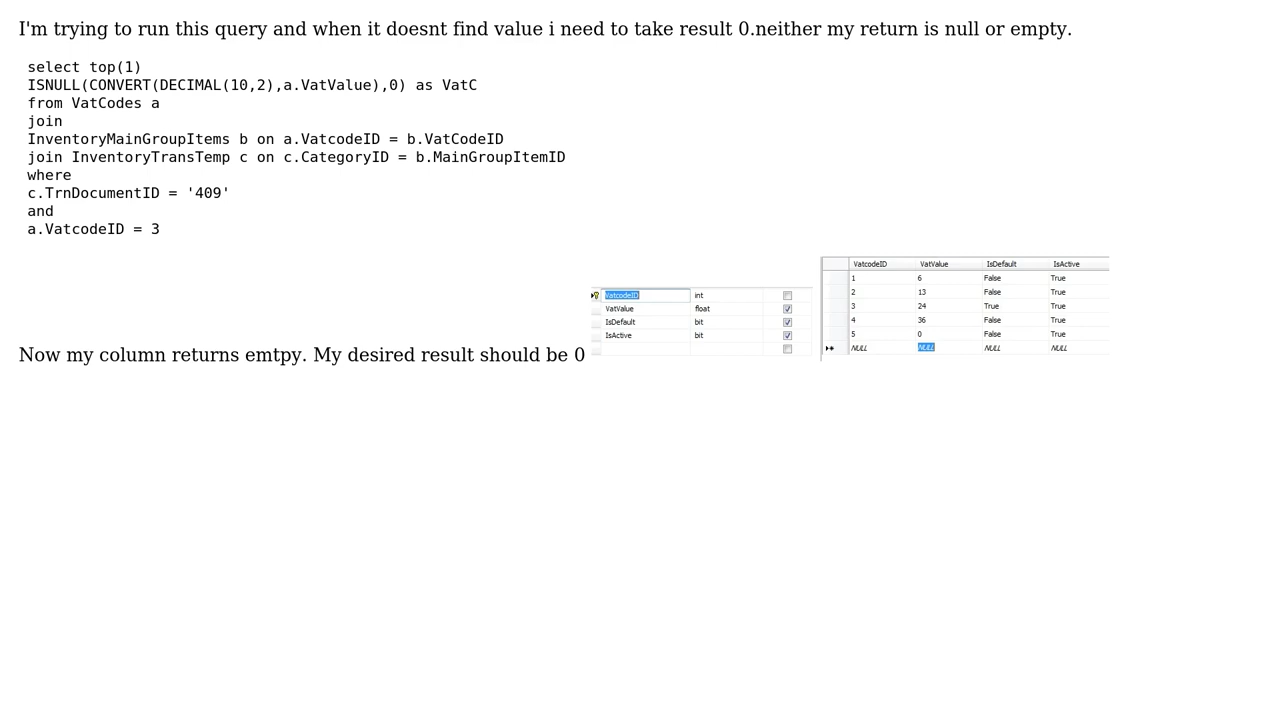 I'm trying to run this query and when it doesnt find value i need to take result 0.neither my return is null or empty.
select top(1)
ISNULL(CONVERT(DECIMAL(10,2),a.VatValue),0) as VatC
from VatCodes a
join
InventoryMainGroupItems b on a.VatcodeID = b.VatCodeID
join InventoryTransTemp c on c.CategoryID = b.MainGroupItemID
where
c.TrnDocumentID = '409'
and
a.VatcodeID = 3
VatcodeID int
VatValue float
IsDefault bit
IsActive bit
VatcodeID VatValue IsDefault IsActive
1 6 False True
2 13 False True
3 24 True True
4 36 False True
5 0 False True
NULL NULL NULL NULL
Now my column returns emtpy. My desired result should be 0